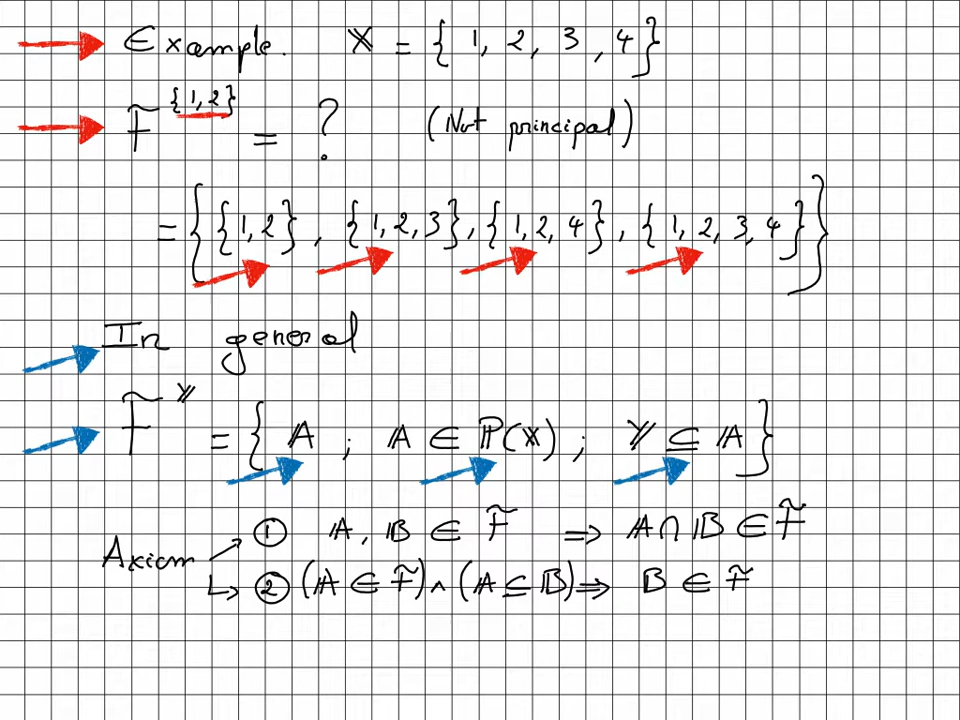 Example. 𝕏 = { 1, 2, 3, 4 }
F̃^{1,2} = ? (Not principal)
= { {1,2}, {1,2,3}, {1,2,4}, {1,2,3,4} }
In general
F̃^𝕐 = { 𝔸 ; 𝔸 ∈ ℙ(𝕏) ; 𝕐 ⊆ 𝔸 }
Axiom ① 𝔸, 𝔹 ∈ F̃ ⇒ 𝔸 ∩ 𝔹 ∈ F̃
② (𝔸 ∈ F̃) ∧ (𝔸 ⊆ 𝔹) ⇒ 𝔹 ∈ F̃